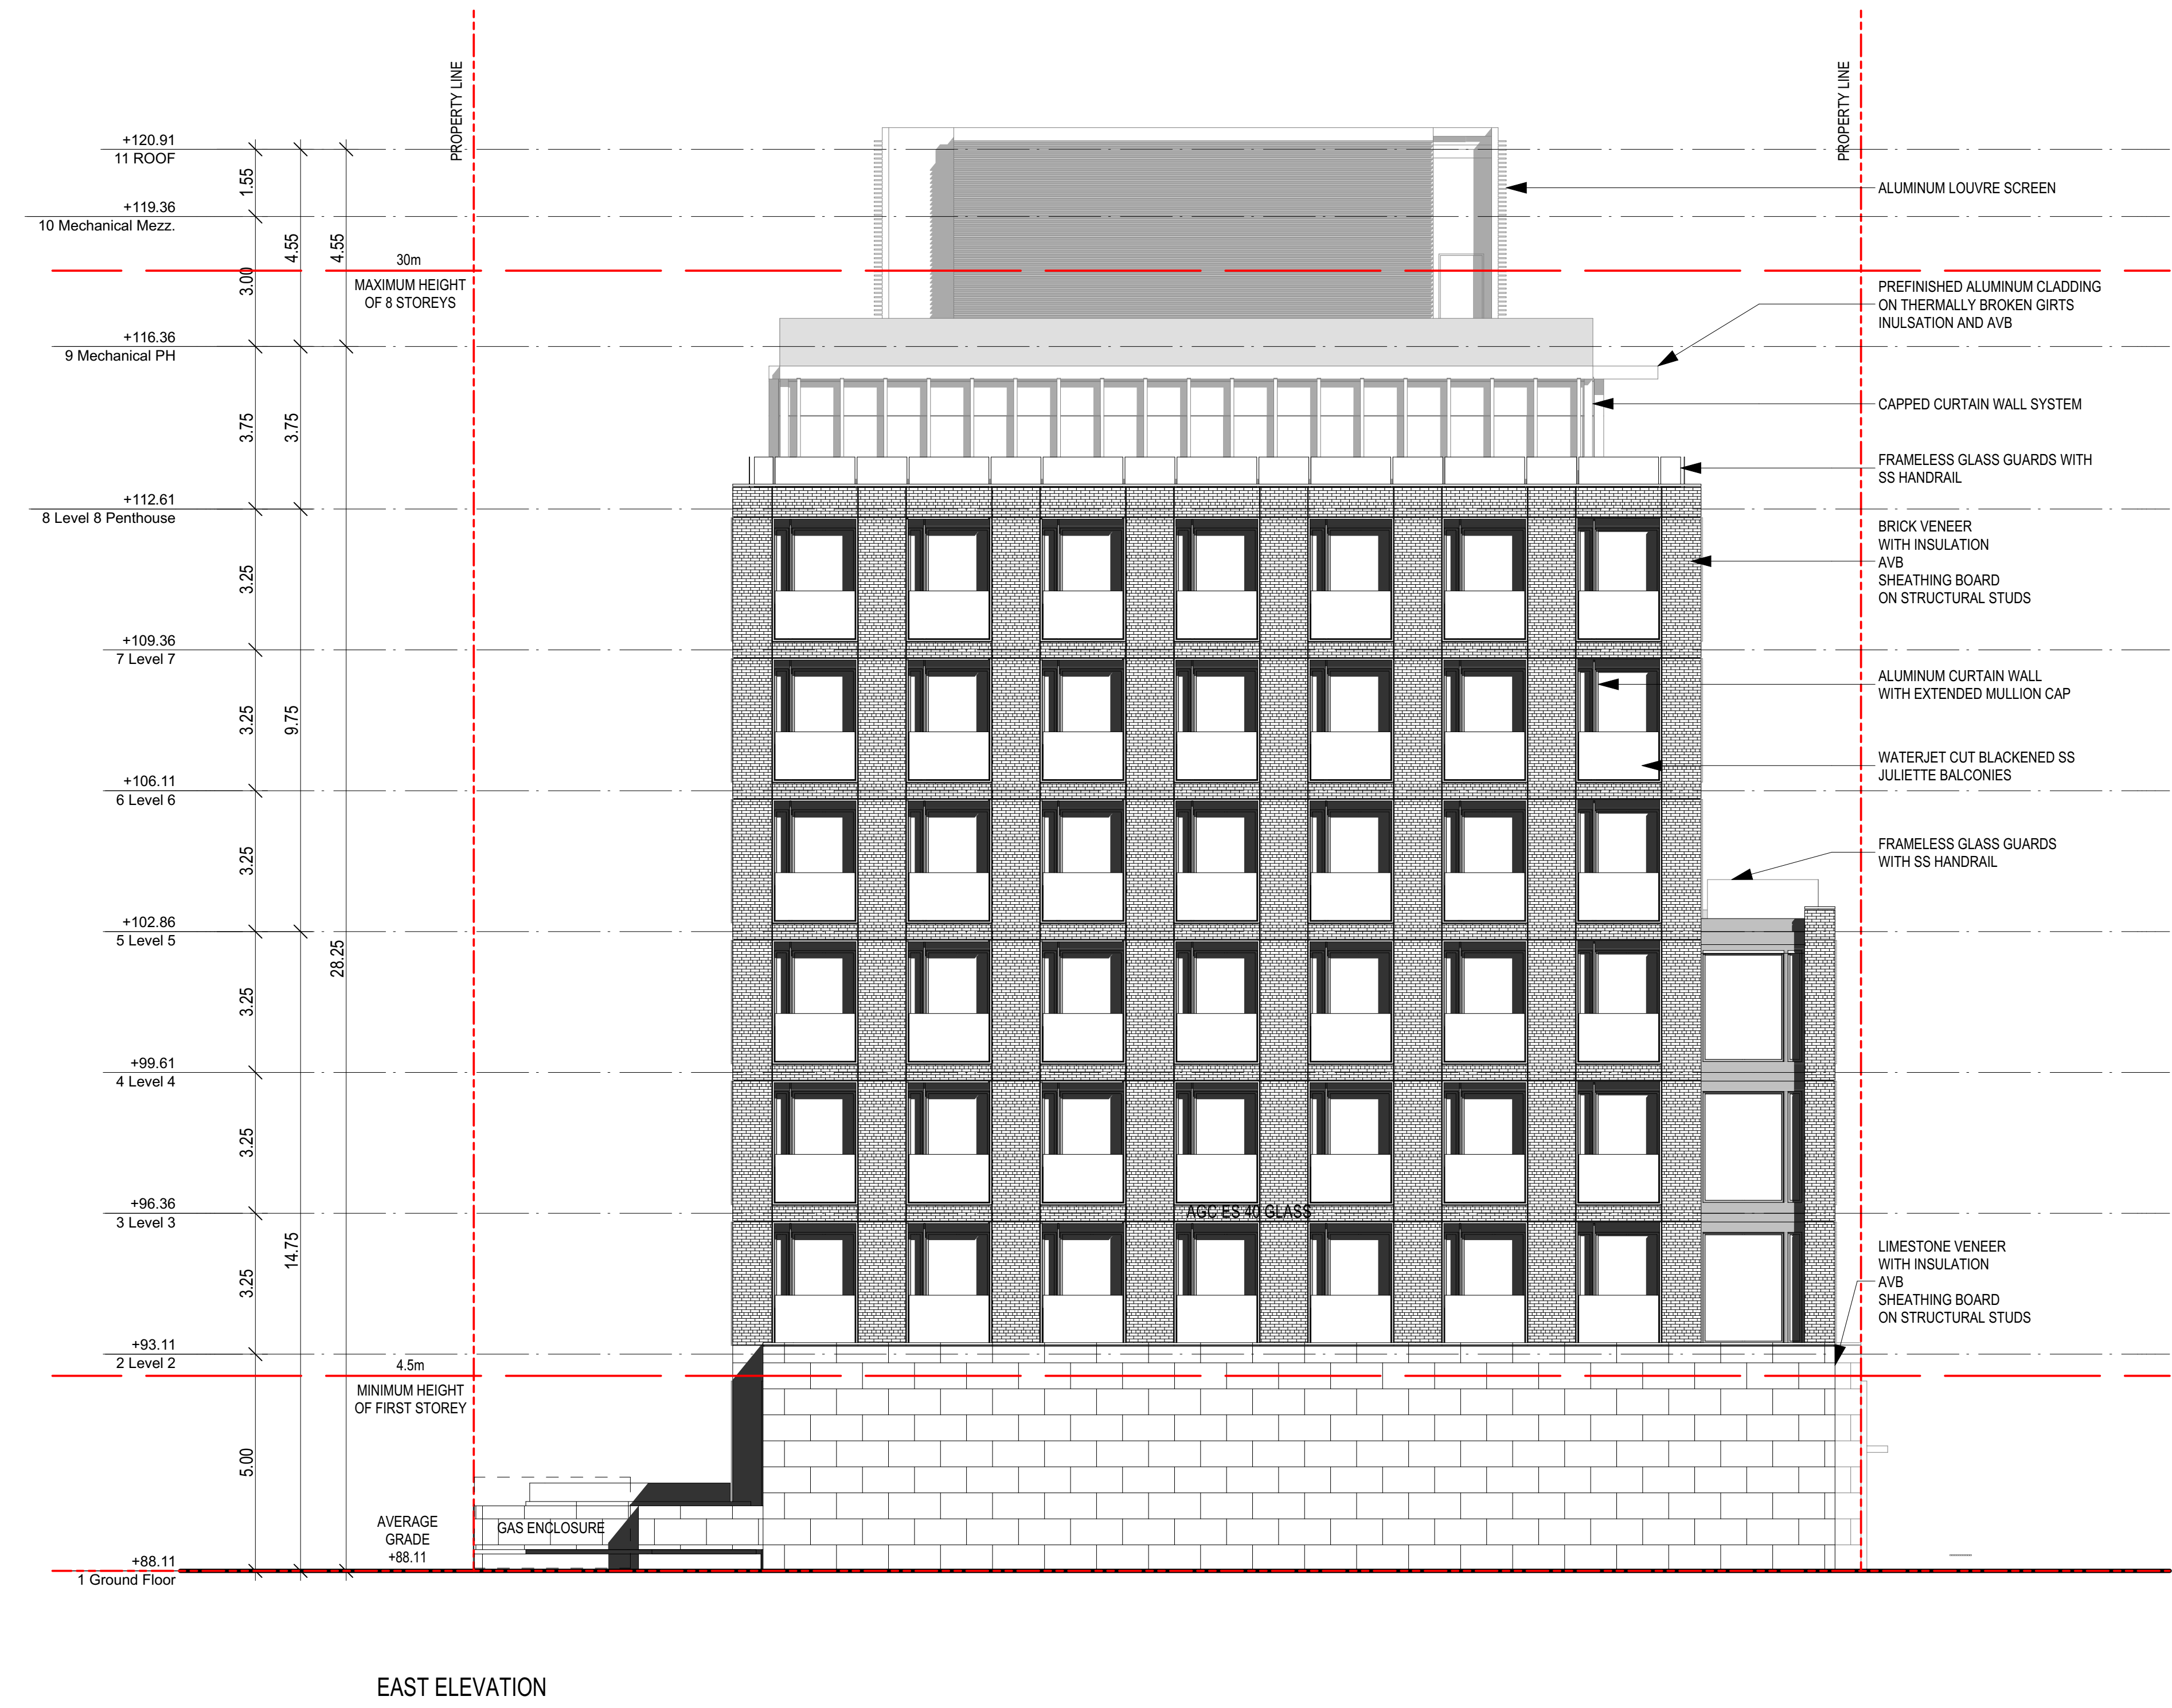 PROPERTY LINE
PROPERTY LINE
+120.91
11 ROOF
1.55
ALUMINUM LOUVRE SCREEN
+119.36
10 Mechanical Mezz.
4.55
4.55
3.00
30m
MAXIMUM HEIGHT
OF 8 STOREYS
PREFINISHED ALUMINUM CLADDING
ON THERMALLY BROKEN GIRTS
INULSATION AND AVB
+116.36
9 Mechanical PH
CAPPED CURTAIN WALL SYSTEM
3.75
3.75
FRAMELESS GLASS GUARDS WITH
SS HANDRAIL
+112.61
8 Level 8 Penthouse
BRICK VENEER
WITH INSULATION
AVB
SHEATHING BOARD
ON STRUCTURAL STUDS
3.25
+109.36
7 Level 7
ALUMINUM CURTAIN WALL
WITH EXTENDED MULLION CAP
3.25
9.75
WATERJET CUT BLACKENED SS
JULIETTE BALCONIES
+106.11
6 Level 6
3.25
FRAMELESS GLASS GUARDS
WITH SS HANDRAIL
+102.86
5 Level 5
28.25
3.25
+99.61
4 Level 4
3.25
+96.36
3 Level 3
AGC ES 40 GLASS
14.75
3.25
LIMESTONE VENEER
WITH INSULATION
AVB
SHEATHING BOARD
ON STRUCTURAL STUDS
+93.11
2 Level 2
4.5m
MINIMUM HEIGHT
OF FIRST STOREY
5.00
AVERAGE
GRADE
+88.11
GAS ENCLOSURE
+88.11
1 Ground Floor
EAST ELEVATION